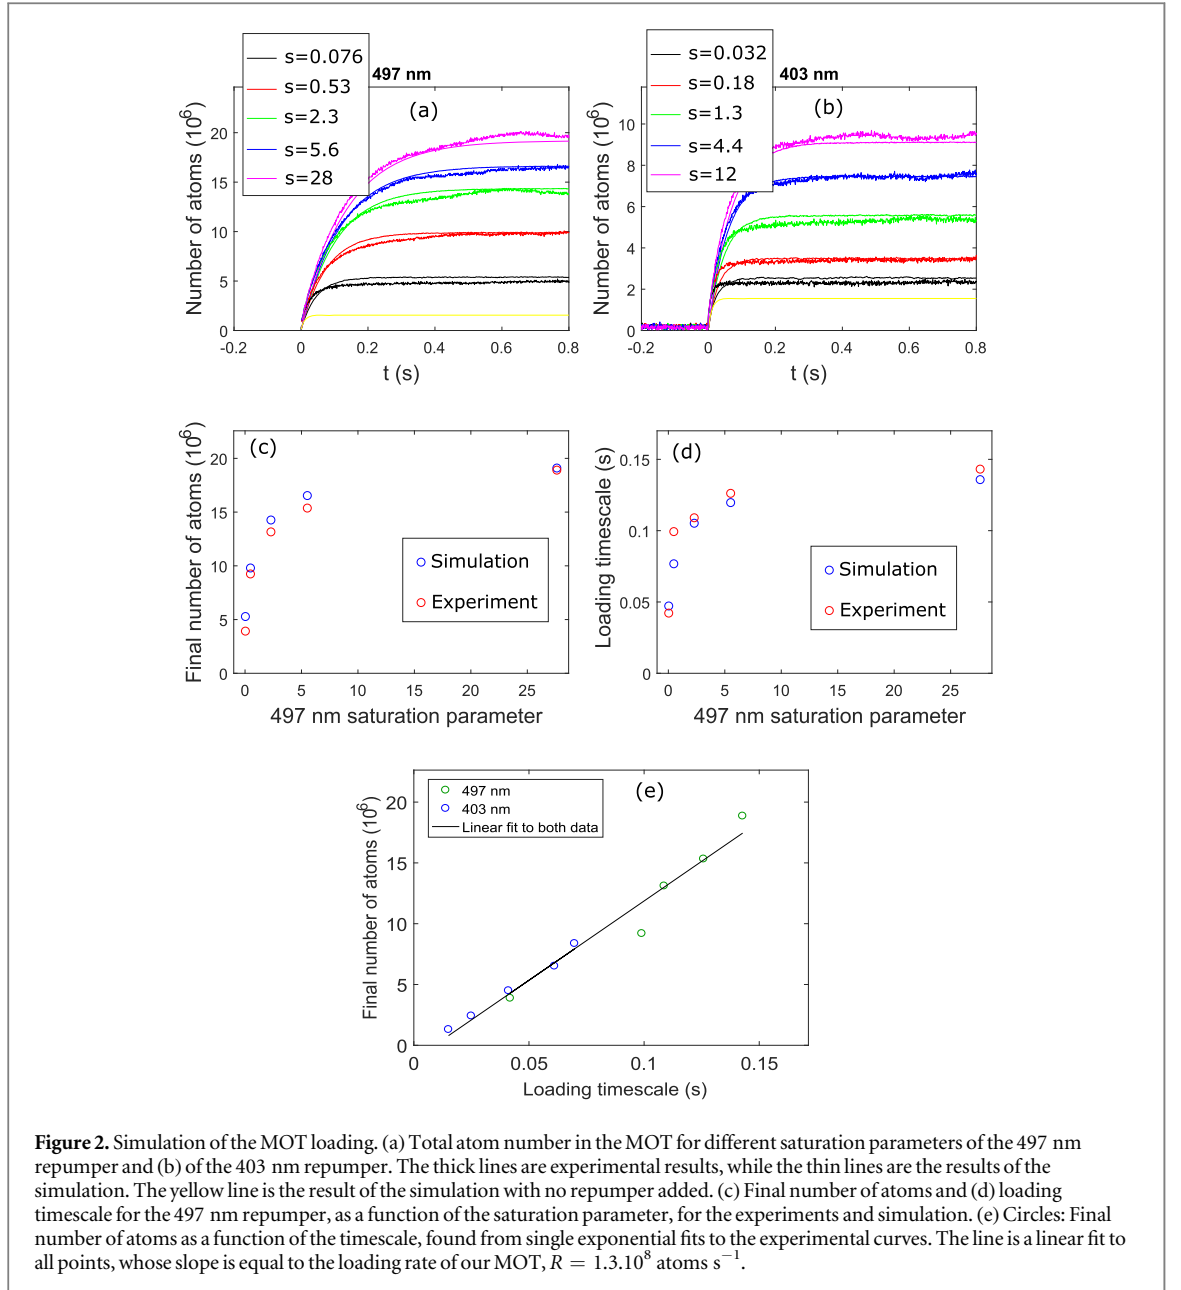 s=0.076
s=0.53
s=2.3
s=5.6
s=28
497 nm
(a)
Number of atoms (10^6)
20
15
10
5
0
-0.2 0 0.2 0.4 0.6 0.8
t (s)
s=0.032
s=0.18
s=1.3
s=4.4
s=12
403 nm
(b)
Number of atoms (10^6)
10
8
6
4
2
0
-0.2 0 0.2 0.4 0.6 0.8
t (s)
(c)
Final number of atoms (10^6)
20
15
10
5
0
Simulation
Experiment
0 5 10 15 20 25
497 nm saturation parameter
(d)
Loading timescale (s)
0.15
0.1
0.05
0
Simulation
Experiment
0 5 10 15 20 25
497 nm saturation parameter
(e)
497 nm
403 nm
Linear fit to both data
Final number of atoms (10^6)
20
15
10
5
0
0 0.05 0.1 0.15
Loading timescale (s)
Figure 2. Simulation of the MOT loading. (a) Total atom number in the MOT for different saturation parameters of the 497 nm
repumper and (b) of the 403 nm repumper. The thick lines are experimental results, while the thin lines are the results of the
simulation. The yellow line is the result of the simulation with no repumper added. (c) Final number of atoms and (d) loading
timescale for the 497 nm repumper, as a function of the saturation parameter, for the experiments and simulation. (e) Circles: Final
number of atoms as a function of the timescale, found from single exponential fits to the experimental curves. The line is a linear fit to
all points, whose slope is equal to the loading rate of our MOT, R = 1.3.10^8 atoms s^−1.